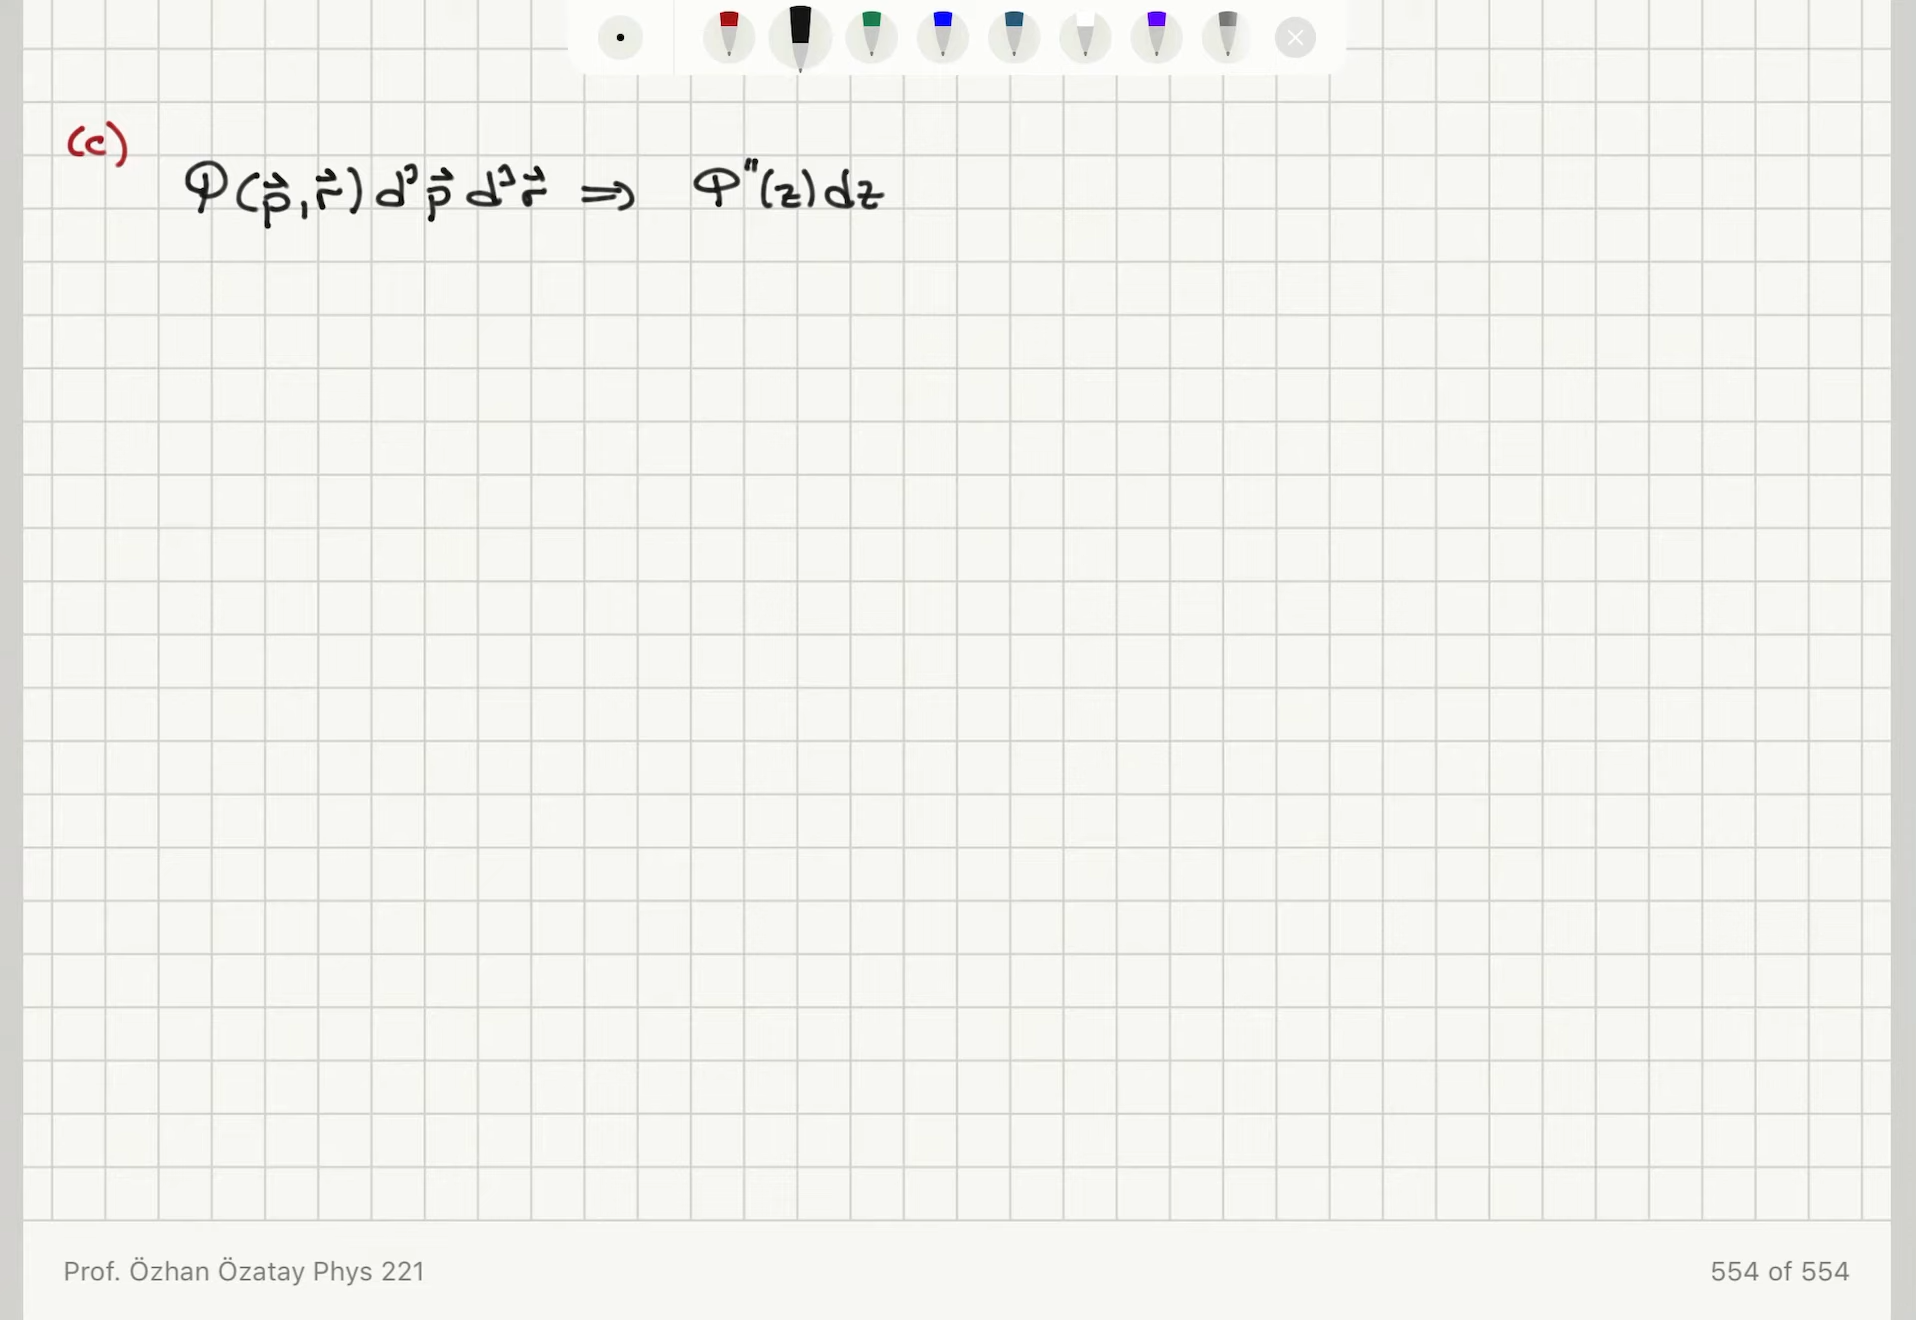 (c)
P(p⃗,r⃗) d³p⃗ d³r⃗ ⇒ P"(z)dz
Prof. Özhan Özatay Phys 221
554 of 554